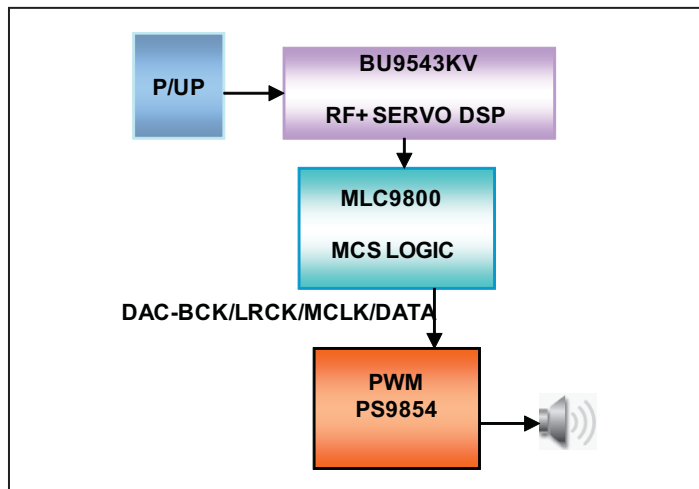 P/UP
BU9543KV
RF+ SERVO DSP
MLC9800
MCS LOGIC
DAC-BCK/LRCK/MCLK/DATA
PWM
PS9854